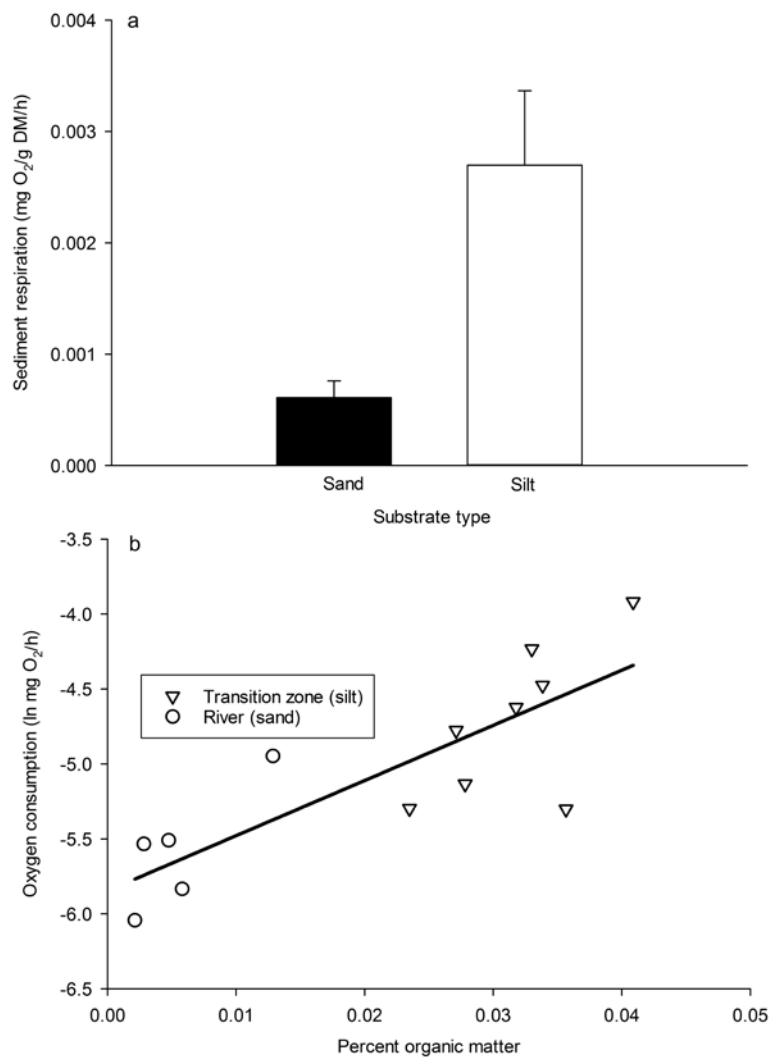 a
0.004
0.003
0.002
0.001
0.000
Sediment respiration (mg O₂/g DM/h)
Sand
Silt
Substrate type
b
-3.5
-4.0
-4.5
-5.0
-5.5
-6.0
-6.5
Oxygen consumption (ln mg O₂/h)
Transition zone (silt)
River (sand)
0.00 0.01 0.02 0.03 0.04 0.05
Percent organic matter